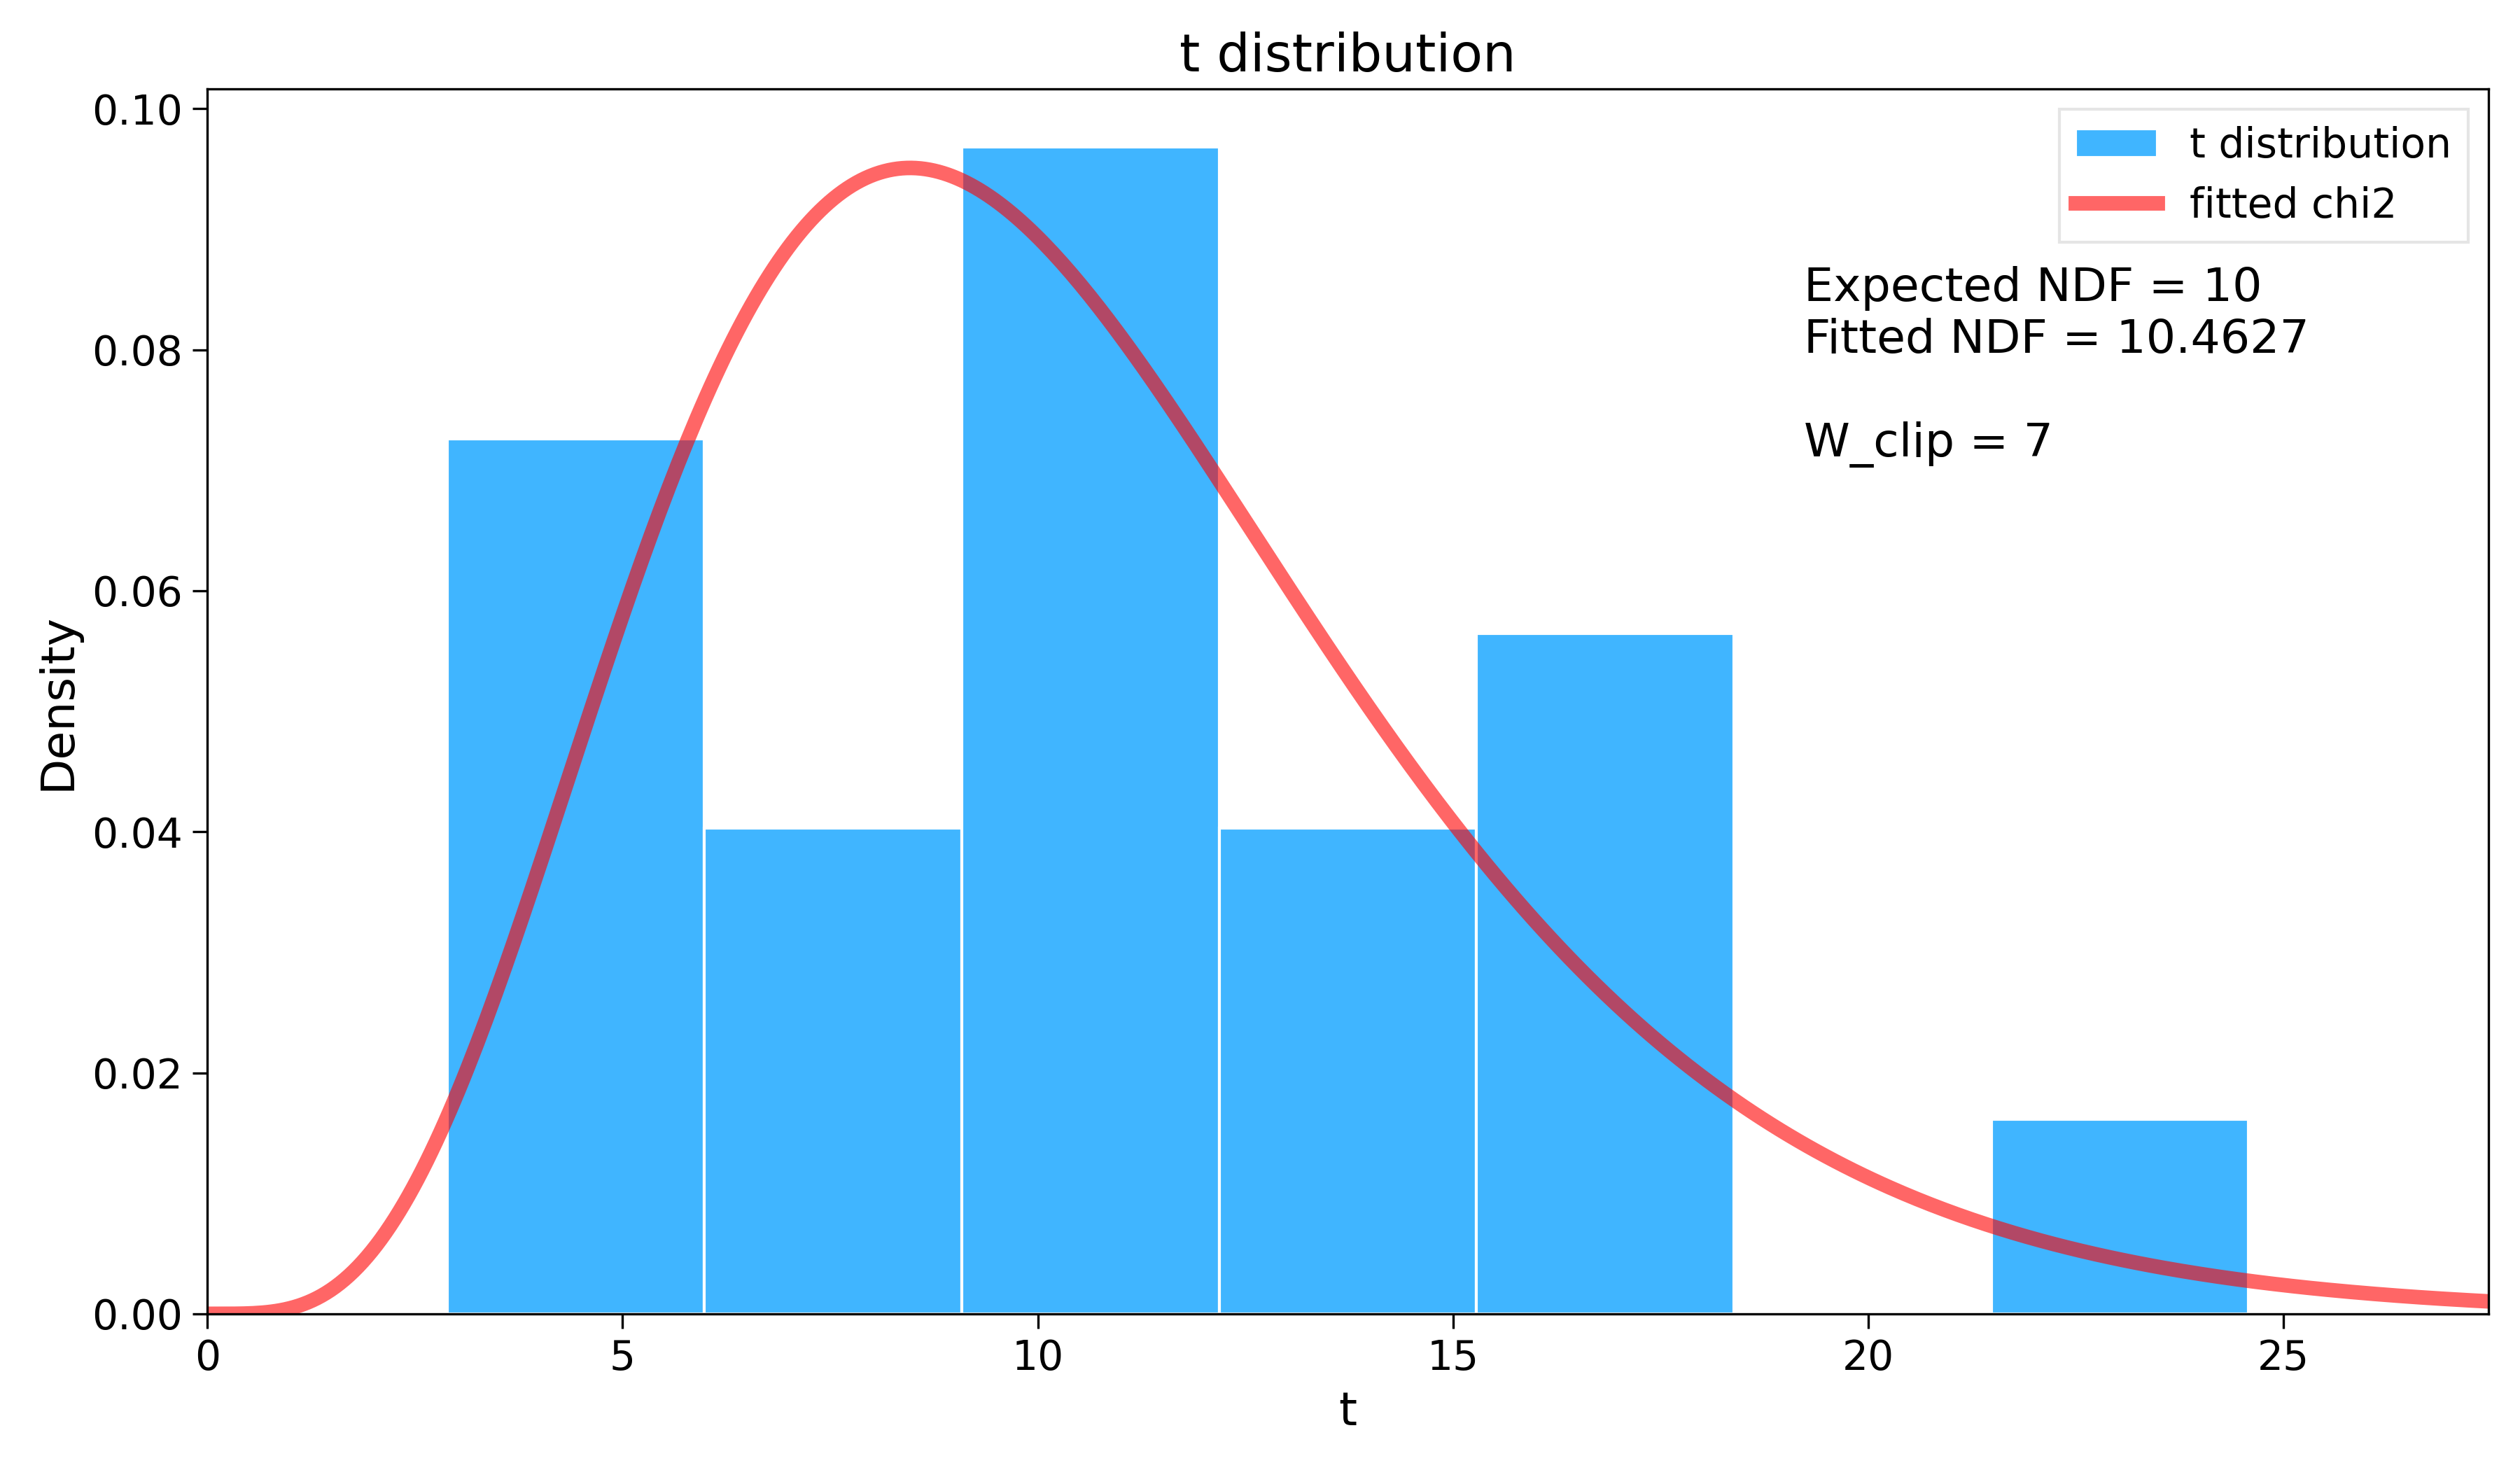 t distribution
0.10
0.08
0.06
0.04
0.02
0.00
Density
t distribution
fitted chi2
Expected NDF = 10
Fitted NDF = 10.4627
W_clip = 7
0 5 10 15 20 25
t